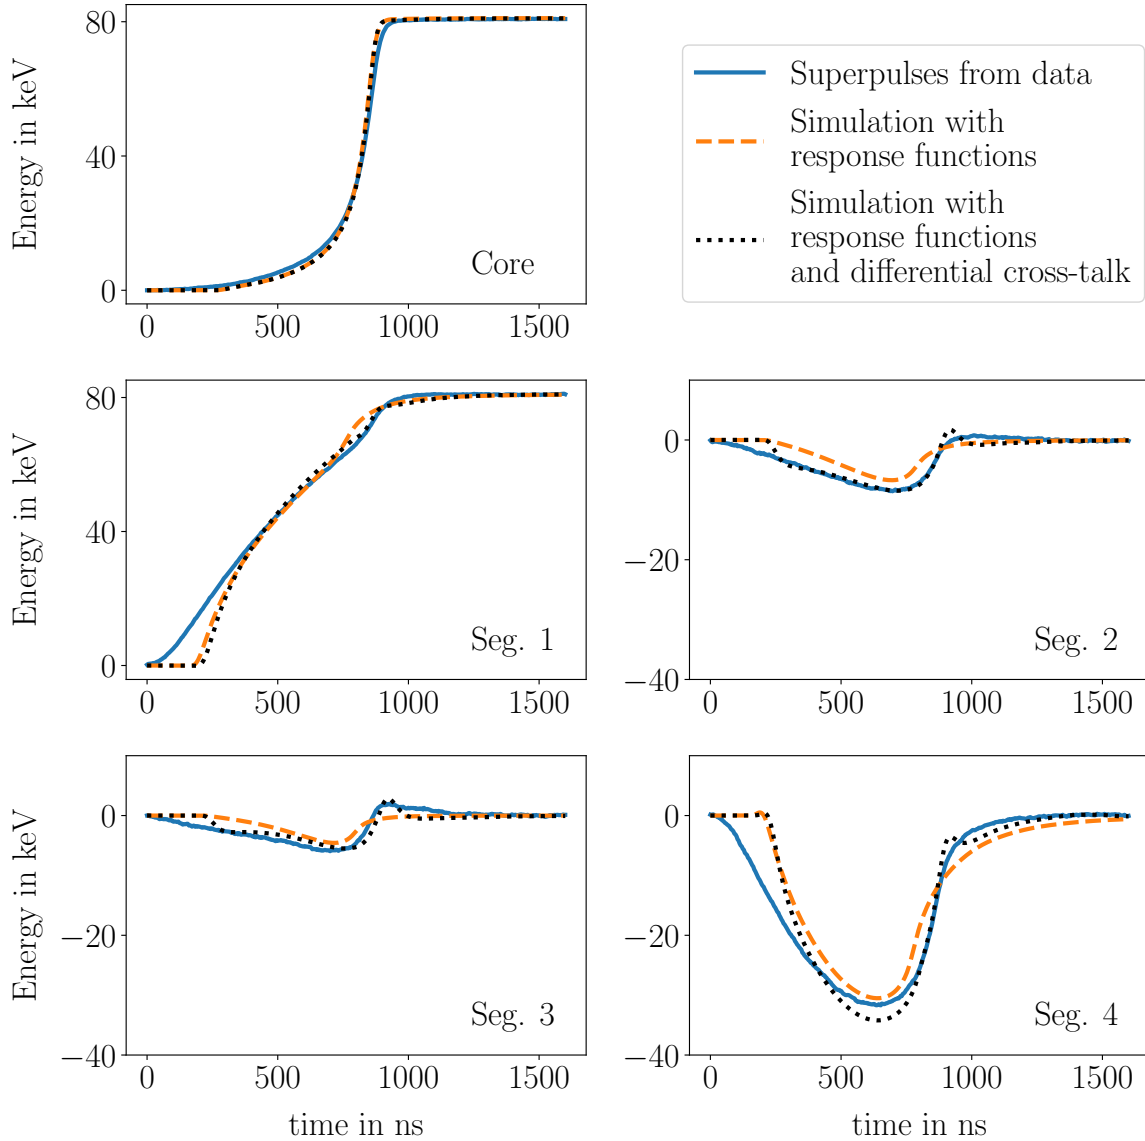 80
40
0
Energy in keV
Core
0 500 1000 1500
Superpulses from data
Simulation with
response functions
Simulation with
response functions
and differential cross-talk
80
40
0
Energy in keV
Seg. 1
0 500 1000 1500
0
−20
−40
Seg. 2
0 500 1000 1500
0
−20
−40
Energy in keV
Seg. 3
0 500 1000 1500
time in ns
0
−20
−40
Seg. 4
0 500 1000 1500
time in ns